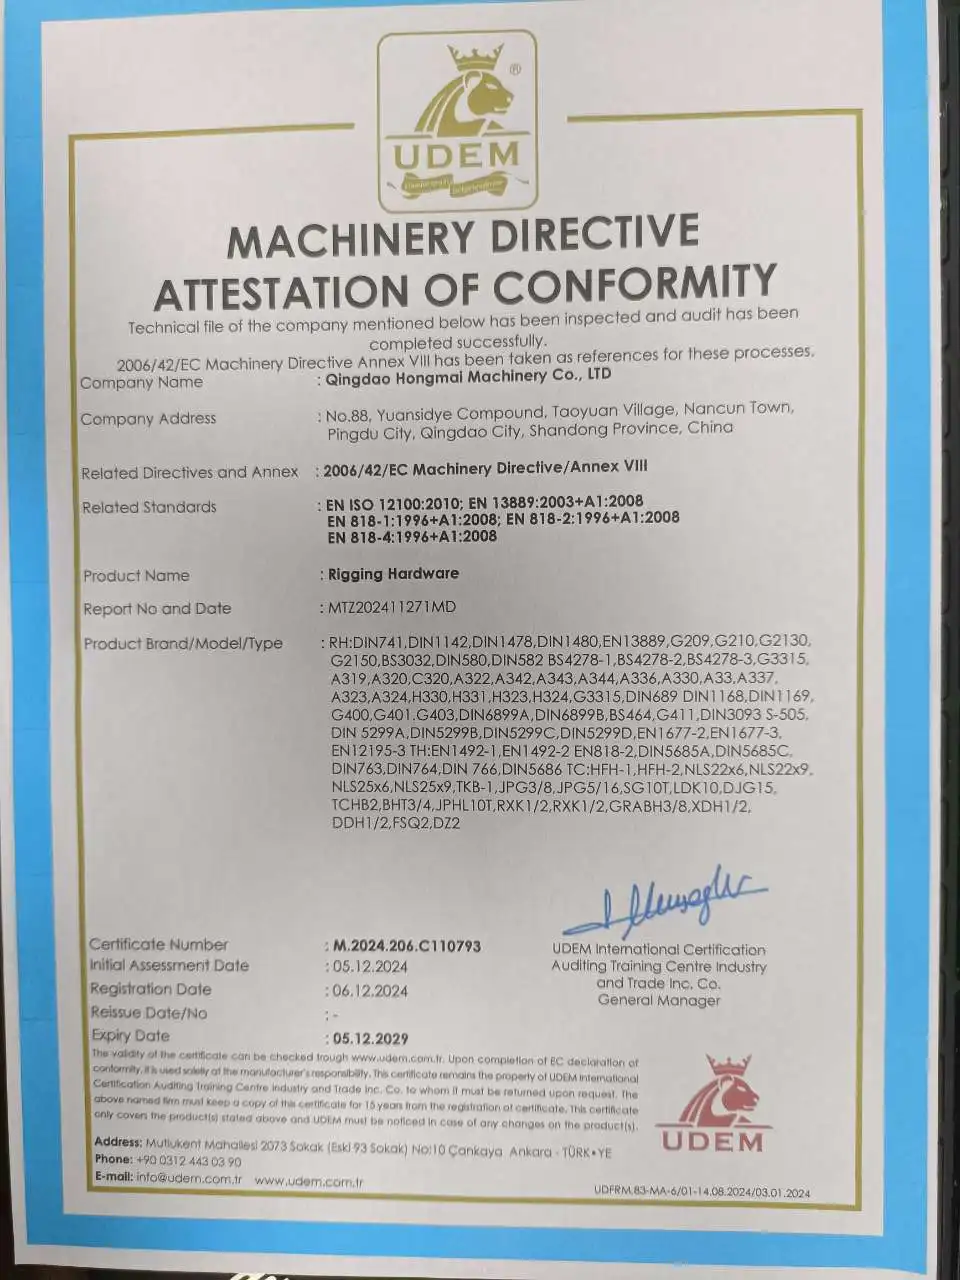 UDEM
®
MACHINERY DIRECTIVE
ATTESTATION OF CONFORMITY
Technical file of the company mentioned below has been inspected and audit has been
completed successfully.
2006/42/EC Machinery Directive Annex VIII has been taken as references for these processes.
Company Name : Qingdao Hongmai Machinery Co., LTD
Company Address : No.88, Yuansidye Compound, Taoyuan Village, Nancun Town,
Pingdu City, Qingdao City, Shandong Province, China
Related Directives and Annex : 2006/42/EC Machinery Directive/Annex VIII
Related Standards : EN ISO 12100:2010; EN 13889:2003+A1:2008
EN 818-1:1996+A1:2008; EN 818-2:1996+A1:2008
EN 818-4:1996+A1:2008
Product Name : Rigging Hardware
Report No and Date : MTZ202411271MD
Product Brand/Model/Type : RH:DIN741,DIN1142,DIN1478,DIN1480,EN13889,G209,G210,G2130,
G2150,BS3032,DIN580,DIN582 BS4278-1,BS4278-2,BS4278-3,G3315,
A319,A320,C320,A322,A342,A343,A344,A336,A330,A33,A337,
A323,A324,H330,H331,H323,H324,G3315,DIN689 DIN1168,DIN1169,
G400,G401.G403,DIN6899A,DIN6899B,BS464,G411,DIN3093 S-505,
DIN 5299A,DIN5299B,DIN5299C,DIN5299D,EN1677-2,EN1677-3,
EN12195-3 TH:EN1492-1,EN1492-2 EN818-2,DIN5685A,DIN5685C,
DIN763,DIN764,DIN 766,DIN5686 TC:HFH-1,HFH-2,NLS22x6,NLS22x9,
NLS25x6,NLS25x9,TKB-1,JPG3/8,JPG5/16,SG10T,LDK10,DJG15,
TCHB2,BHT3/4,JPHL10T,RXK1/2,RXK1/2,GRABH3/8,XDH1/2,
DDH1/2,FSQ2,DZ2
Certificate Number : M.2024.206.C110793
Initial Assessment Date : 05.12.2024
Registration Date : 06.12.2024
Reissue Date/No : -
Expiry Date : 05.12.2029
UDEM International Certification
Auditing Training Centre Industry
and Trade Inc. Co.
General Manager
The validity of the certificate can be checked trough www.udem.com.tr. Upon completion of EC declaration of
conformity, it is used solely at the manufacturer's responsibility. This certificate remains the property of UDEM International
Certification Auditing Training Centre Industry and Trade Inc. Co. to whom it must be returned upon request. The
above named firm must keep a copy of this certificate for 15 years from the registration of certificate. This certificate
only covers the product(s) stated above and UDEM must be noticed in case of any changes on the product(s).
Address: Mutlukent Mahallesi 2073 Sokak (Eski 93 Sokak) No:10 Çankaya Ankara - TÜRKİYE
Phone: +90 0312 443 03 90
E-mail: info@udem.com.tr www.udem.com.tr
UDEM
UDFRM.83-MA-6/01-14.08.2024/03.01.2024